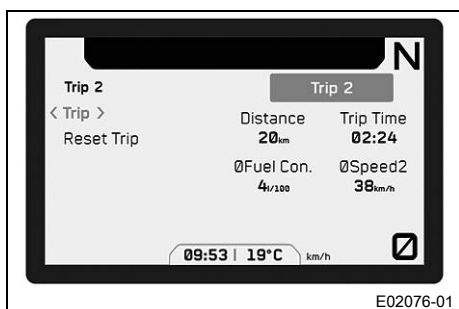 N
Trip 2
Trip 2
< Trip >
Distance
Trip Time
Reset Trip
20km
02:24
ØFuel Con.
ØSpeed2
4l/100
38km/h
0
09:53 | 19°C
km/h
E02076-01